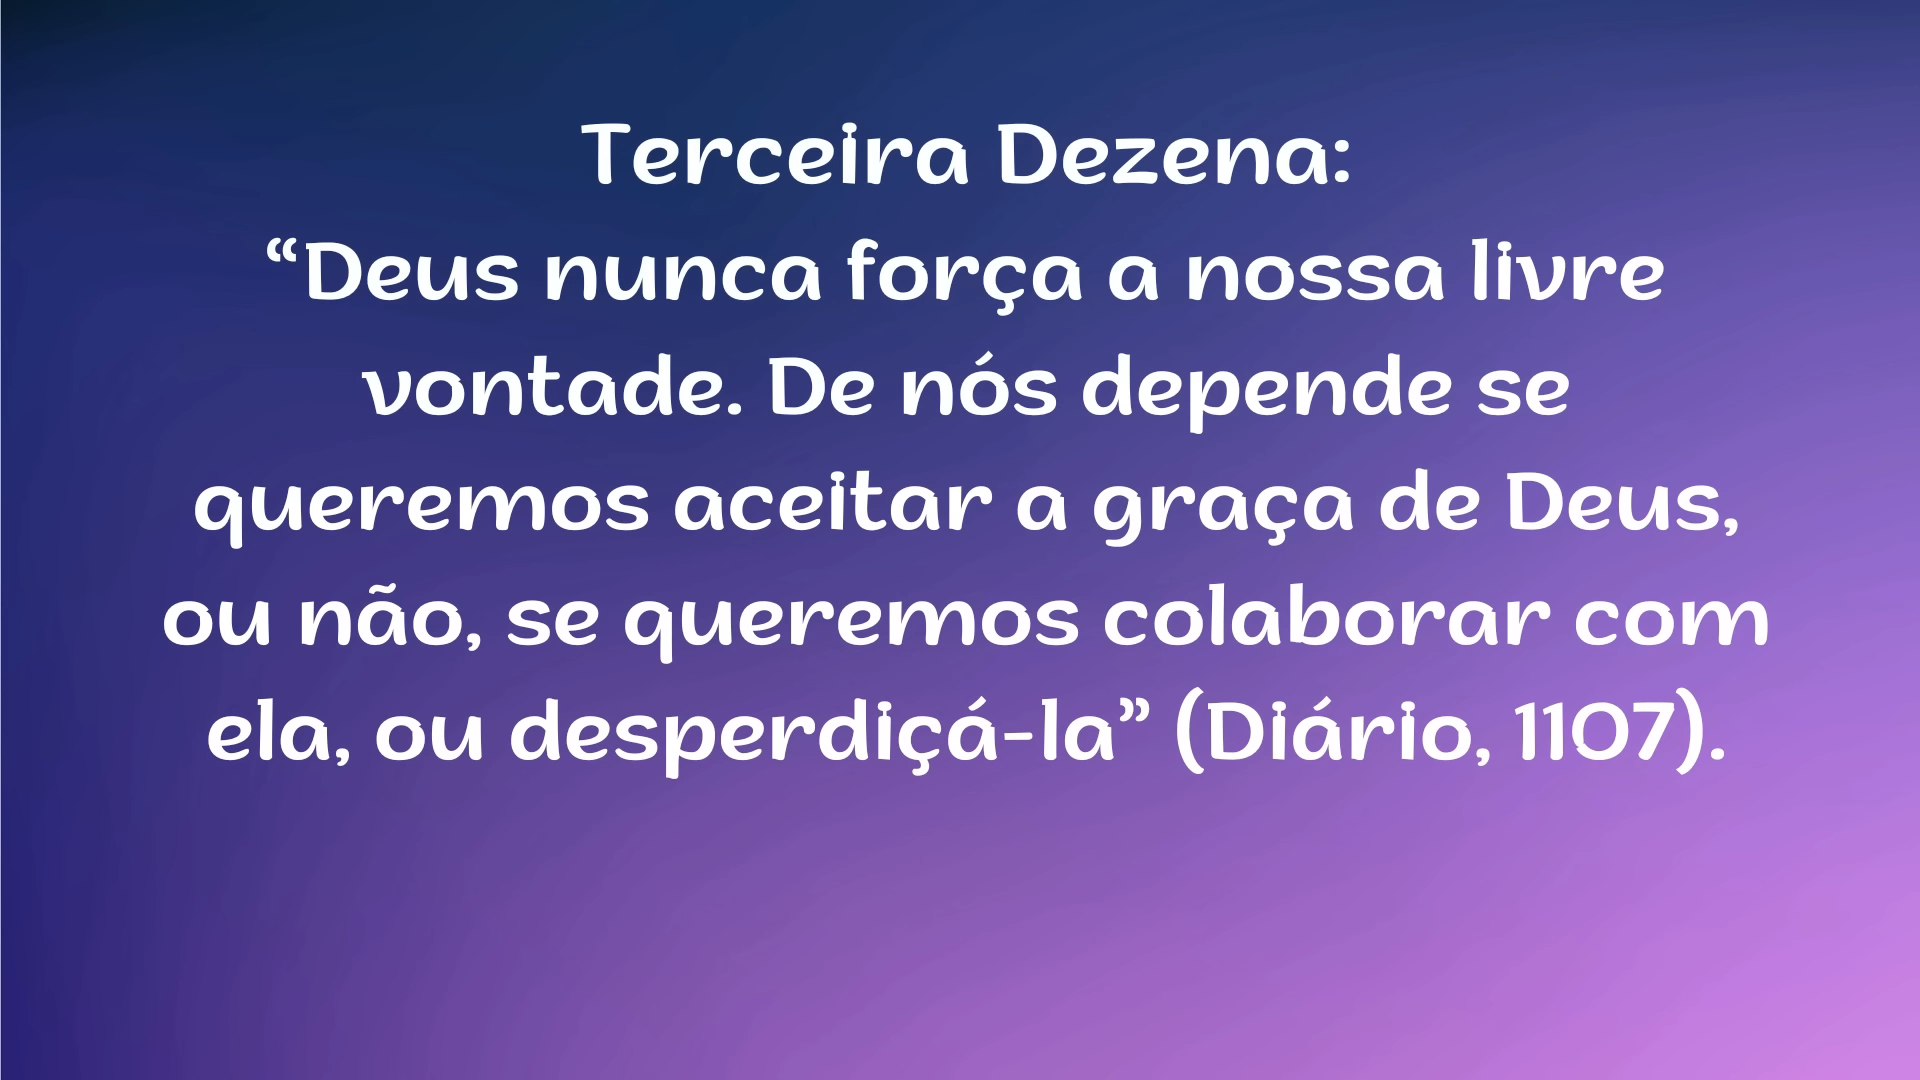 Terceira Dezena:
“Deus nunca força a nossa livre
vontade. De nós depende se
queremos aceitar a graça de Deus,
ou não, se queremos colaborar com
ela, ou desperdiçá-la” (Diário, 1107).